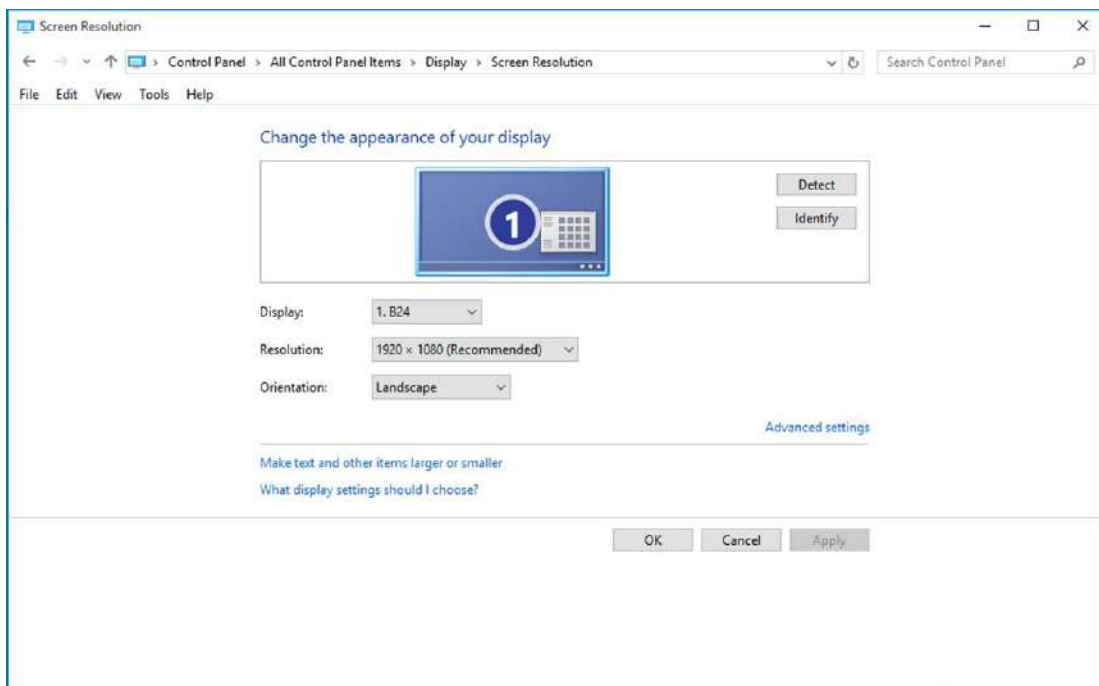 Screen Resolution
Control Panel > All Control Panel Items > Display > Screen Resolution
Search Control Panel
File Edit View Tools Help
Change the appearance of your display
1
Detect
Identify
Display: 1. B24
Resolution: 1920 × 1080 (Recommended)
Orientation: Landscape
Advanced settings
Make text and other items larger or smaller
What display settings should I choose?
OK Cancel Apply